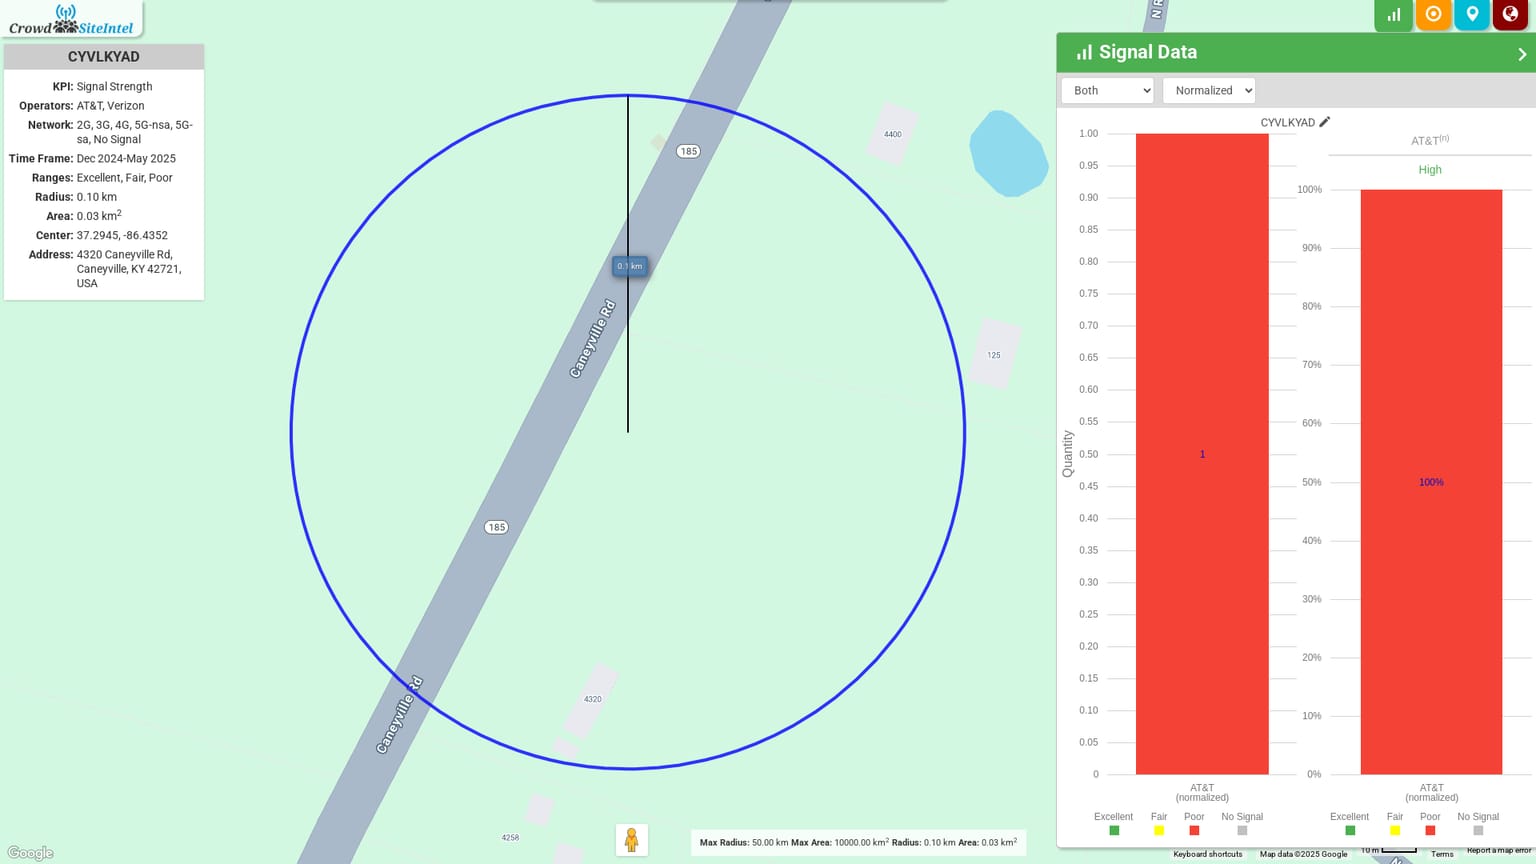 Crowd SiteIntel
CYVLKYAD
KPI: Signal Strength
Operators: AT&T, Verizon
Network: 2G, 3G, 4G, 5G-nsa, 5G-
sa, No Signal
Time Frame: Dec 2024-May 2025
Ranges: Excellent, Fair, Poor
Radius: 0.10 km
Area: 0.03 km²
Center: 37.2945, -86.4352
Address: 4320 Caneyville Rd,
Caneyville, KY 42721,
USA
N R
4400
185
0.1 km
Caneyville Rd
125
185
4320
Caneyville Rd
4258
Google
Max Radius: 50.00 km Max Area: 10000.00 km² Radius: 0.10 km Area: 0.03 km²
Signal Data
Both
Normalized
CYVLKYAD
Quantity
1.00
0.95
0.90
0.85
0.80
0.75
0.70
0.65
0.60
0.55
0.50
0.45
0.40
0.35
0.30
0.25
0.20
0.15
0.10
0.05
0
1
AT&T
(normalized)
Excellent Fair Poor No Signal
AT&T(n)
High
100%
90%
80%
70%
60%
50%
40%
30%
20%
10%
0%
100%
AT&T
(normalized)
Excellent Fair Poor No Signal
Keyboard shortcuts Map data ©2025 Google 10 m Terms Report a map error